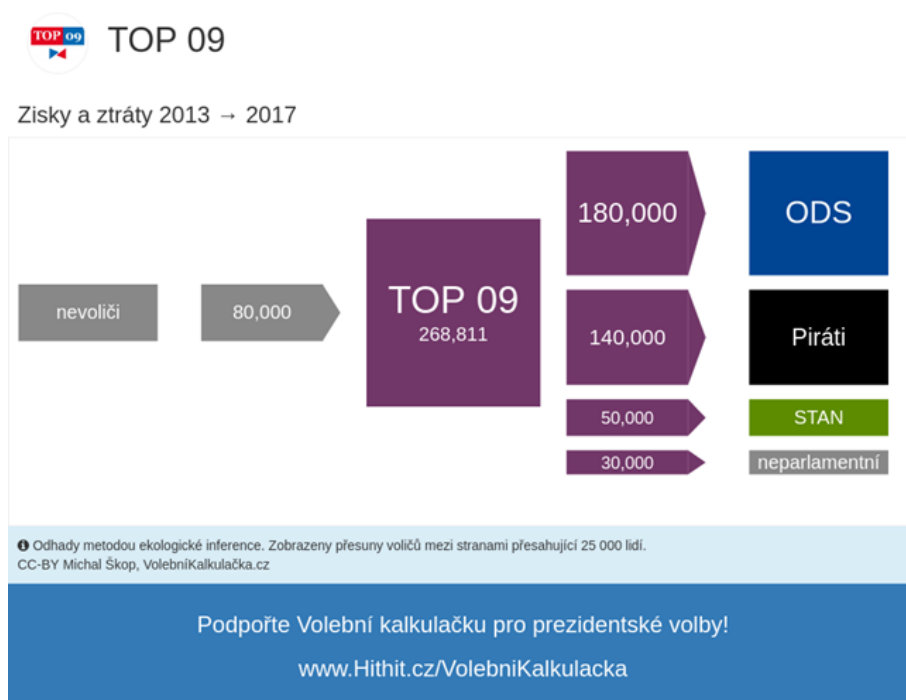 TOP 09
TOP 09
Zisky a ztráty 2013 → 2017
nevoliči
80,000
TOP 09
268,811
180,000
ODS
140,000
Piráti
50,000
STAN
30,000
neparlamentní
Odhady metodou ekologické inference. Zobrazeny přesuny voličů mezi stranami přesahující 25 000 lidí.
CC-BY Michal Škop, VolebníKalkulačka.cz
Podpořte Volební kalkulačku pro prezidentské volby!
www.Hithit.cz/VolebniKalkulacka